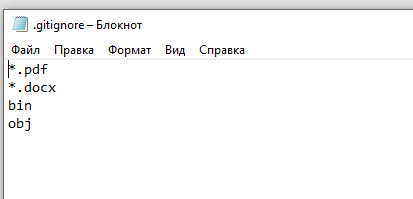 .gitignore – Блокнот
Файл Правка Формат Вид Справка
*.pdf
*.docx
bin
obj